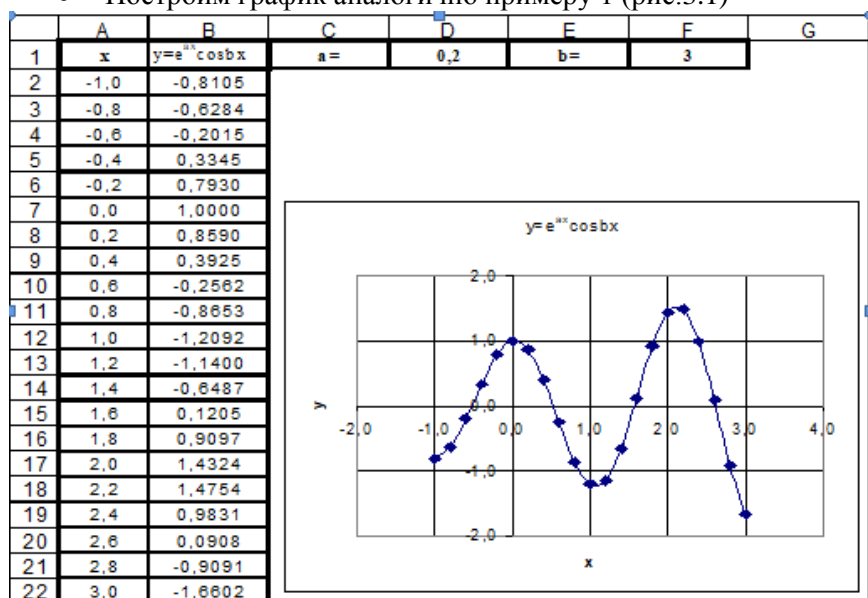 Построим график аналогично примеру 1 (рис.3.1)
A B C D E F G
1 x y=e^ax cosbx a= 0,2 b= 3
2 -1,0 -0,8105
3 -0,8 -0,6284
4 -0,6 -0,2015
5 -0,4 0,3345
6 -0,2 0,7930
7 0,0 1,0000
8 0,2 0,8590
9 0,4 0,3925
10 0,6 -0,2562
11 0,8 -0,8653
12 1,0 -1,2092
13 1,2 -1,1400
14 1,4 -0,6487
15 1,6 0,1205
16 1,8 0,9097
17 2,0 1,4324
18 2,2 1,4754
19 2,4 0,9831
20 2,6 0,0908
21 2,8 -0,9091
22 3,0 -1,6602
y=e^ax cosbx
2,0
1,0
0,0
-1,0
-2,0
y
-2,0 -1,0 0,0 1,0 2,0 3,0 4,0
x